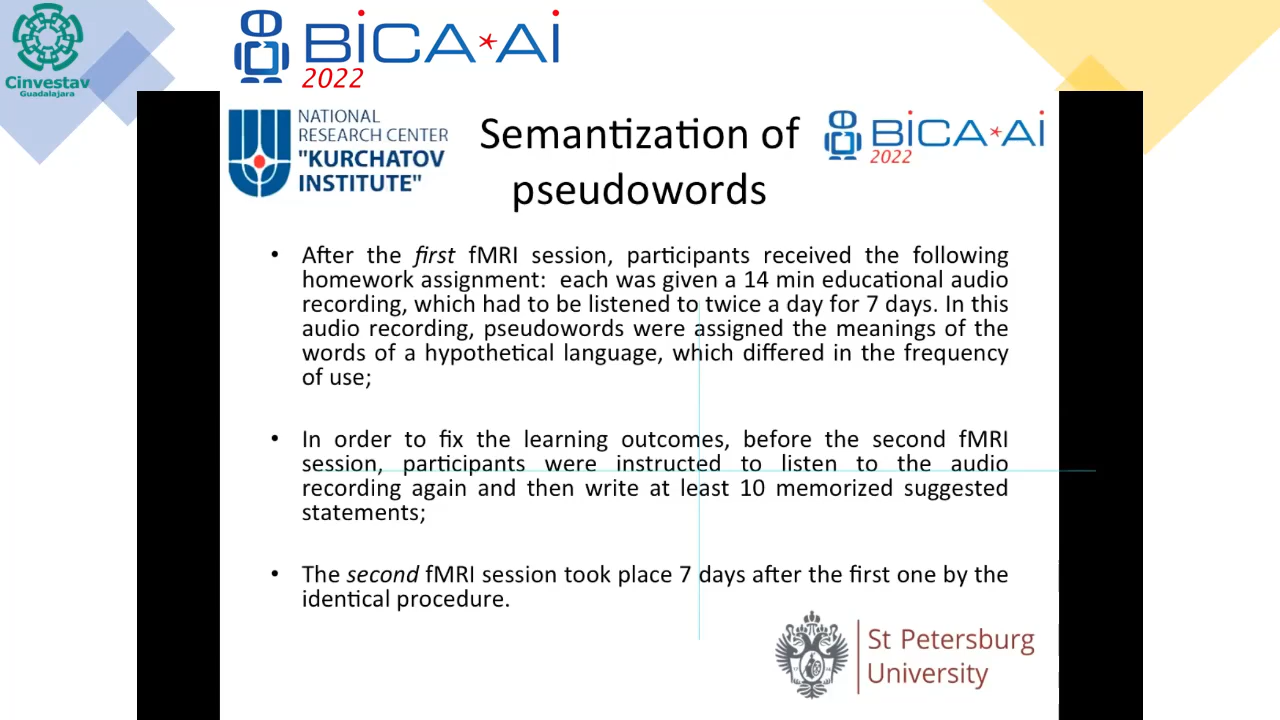 Cinvestav
Guadalajara
BiCA*Ai
2022
NATIONAL
RESEARCH CENTER
"KURCHATOV
INSTITUTE"
Semantization of
pseudowords
BiCA*Ai
2022
• After the first fMRI session, participants received the following
homework assignment: each was given a 14 min educational audio
recording, which had to be listened to twice a day for 7 days. In this
audio recording, pseudowords were assigned the meanings of the
words of a hypothetical language, which differed in the frequency
of use;
• In order to fix the learning outcomes, before the second fMRI
session, participants were instructed to listen to the audio
recording again and then write at least 10 memorized suggested
statements;
• The second fMRI session took place 7 days after the first one by the
identical procedure.
St Petersburg
University